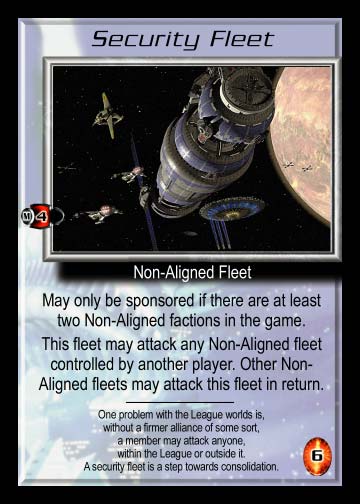 Security Fleet
M 4
Non-Aligned Fleet
May only be sponsored if there are at least
two Non-Aligned factions in the game.
This fleet may attack any Non-Aligned fleet
controlled by another player. Other Non-
Aligned fleets may attack this fleet in return.
One problem with the League worlds is,
without a firmer alliance of some sort,
a member may attack anyone,
within the League or outside it.
A security fleet is a step towards consolidation.
6